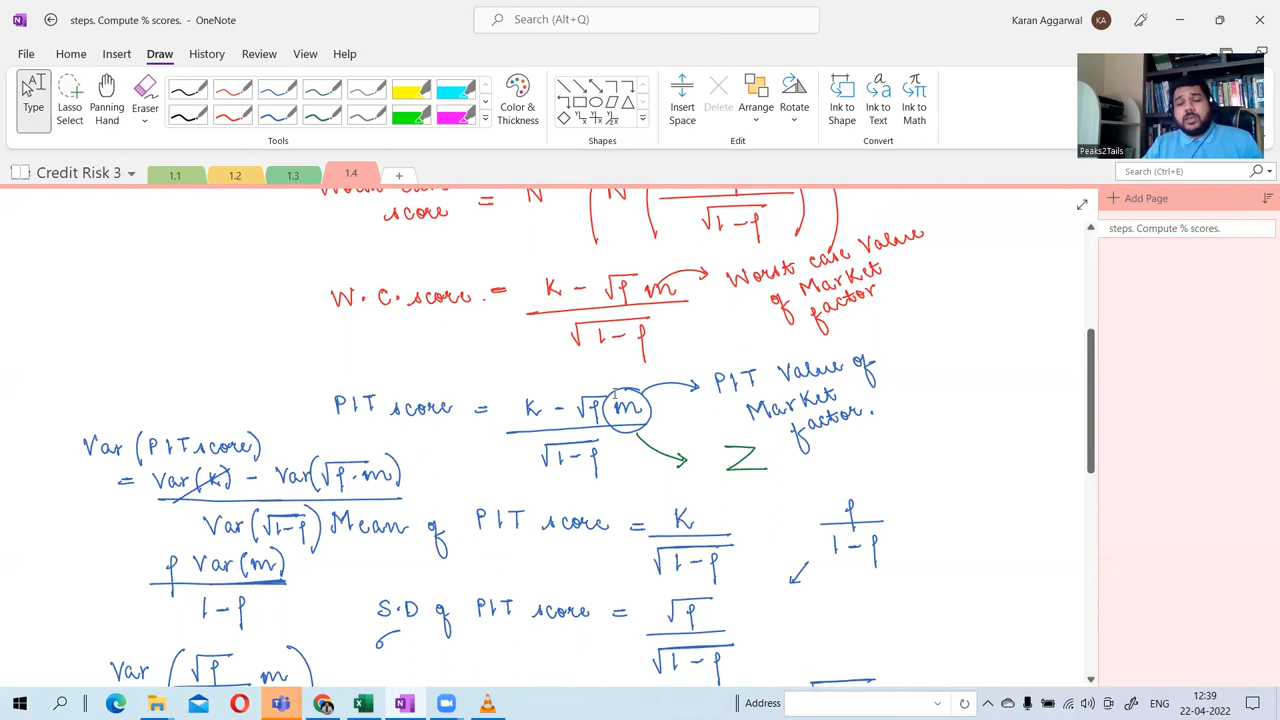 steps. Compute % scores. - OneNote
Search (Alt+Q)
Karan Aggarwal KA
File Home Insert Draw History Review View Help
Type
Lasso Select
Panning Hand
Eraser
Color & Thickness
Insert Space
Delete
Arrange
Rotate
Ink to Shape
Ink to Text
Ink to Math
Tools
Shapes
Edit
Convert
Peaks2Tails
Credit Risk 3
1.1 1.2 1.3 1.4 +
Search (Ctrl+E)
Add Page
steps. Compute % scores.
score = N ( N ( √1-ρ ) )
W.C. score = K - √ρ m / √1-ρ
Worst case value of Market factor
PIT score = K - √ρ m / √1-ρ
PIT Value of Market factor.
Z
Var (PIT score)
= Var(K) - Var(√ρ.m) / Var(√1-ρ)
Mean of PIT score = K / √1-ρ
ρ / 1-ρ
ρ Var(m) / 1-ρ
S.D of PIT score = √ρ / √1-ρ
Var ( √ρ m )
Address
ENG
12:39
22-04-2022